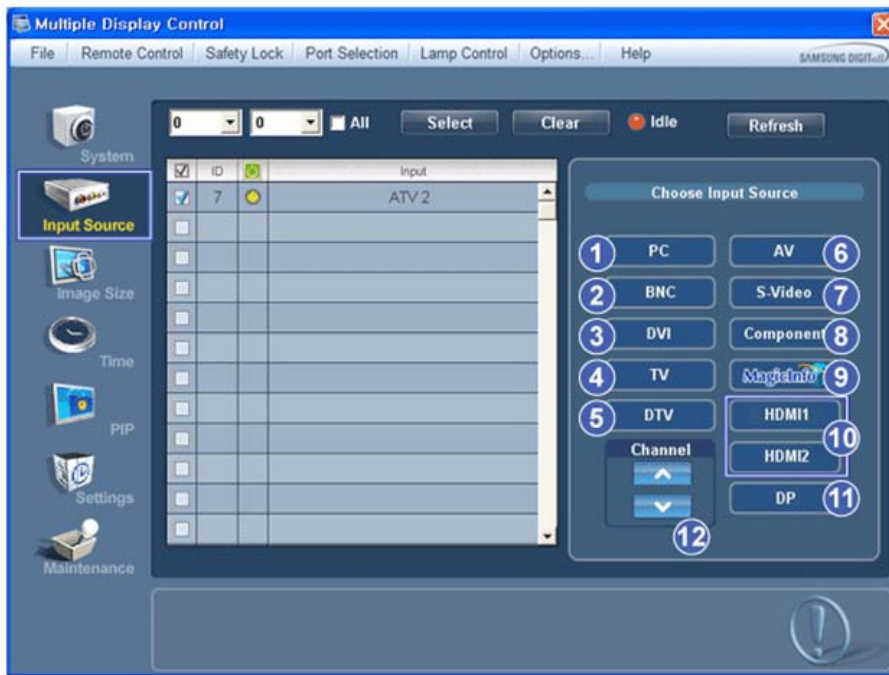 Multiple Display Control
File Remote Control Safety Lock Port Selection Lamp Control Options... Help SAMSUNG DIGITall
0 0 All Select Clear Idle Refresh
System
Input Source
Image Size
Time
PIP
Settings
Maintenance
ID Input
7 ATV 2
Choose Input Source
1 PC AV 6
2 BNC S-Video 7
3 DVI Component 8
4 TV MagicInfo 9
5 DTV HDMI1
10
Channel HDMI2
DP 11
12